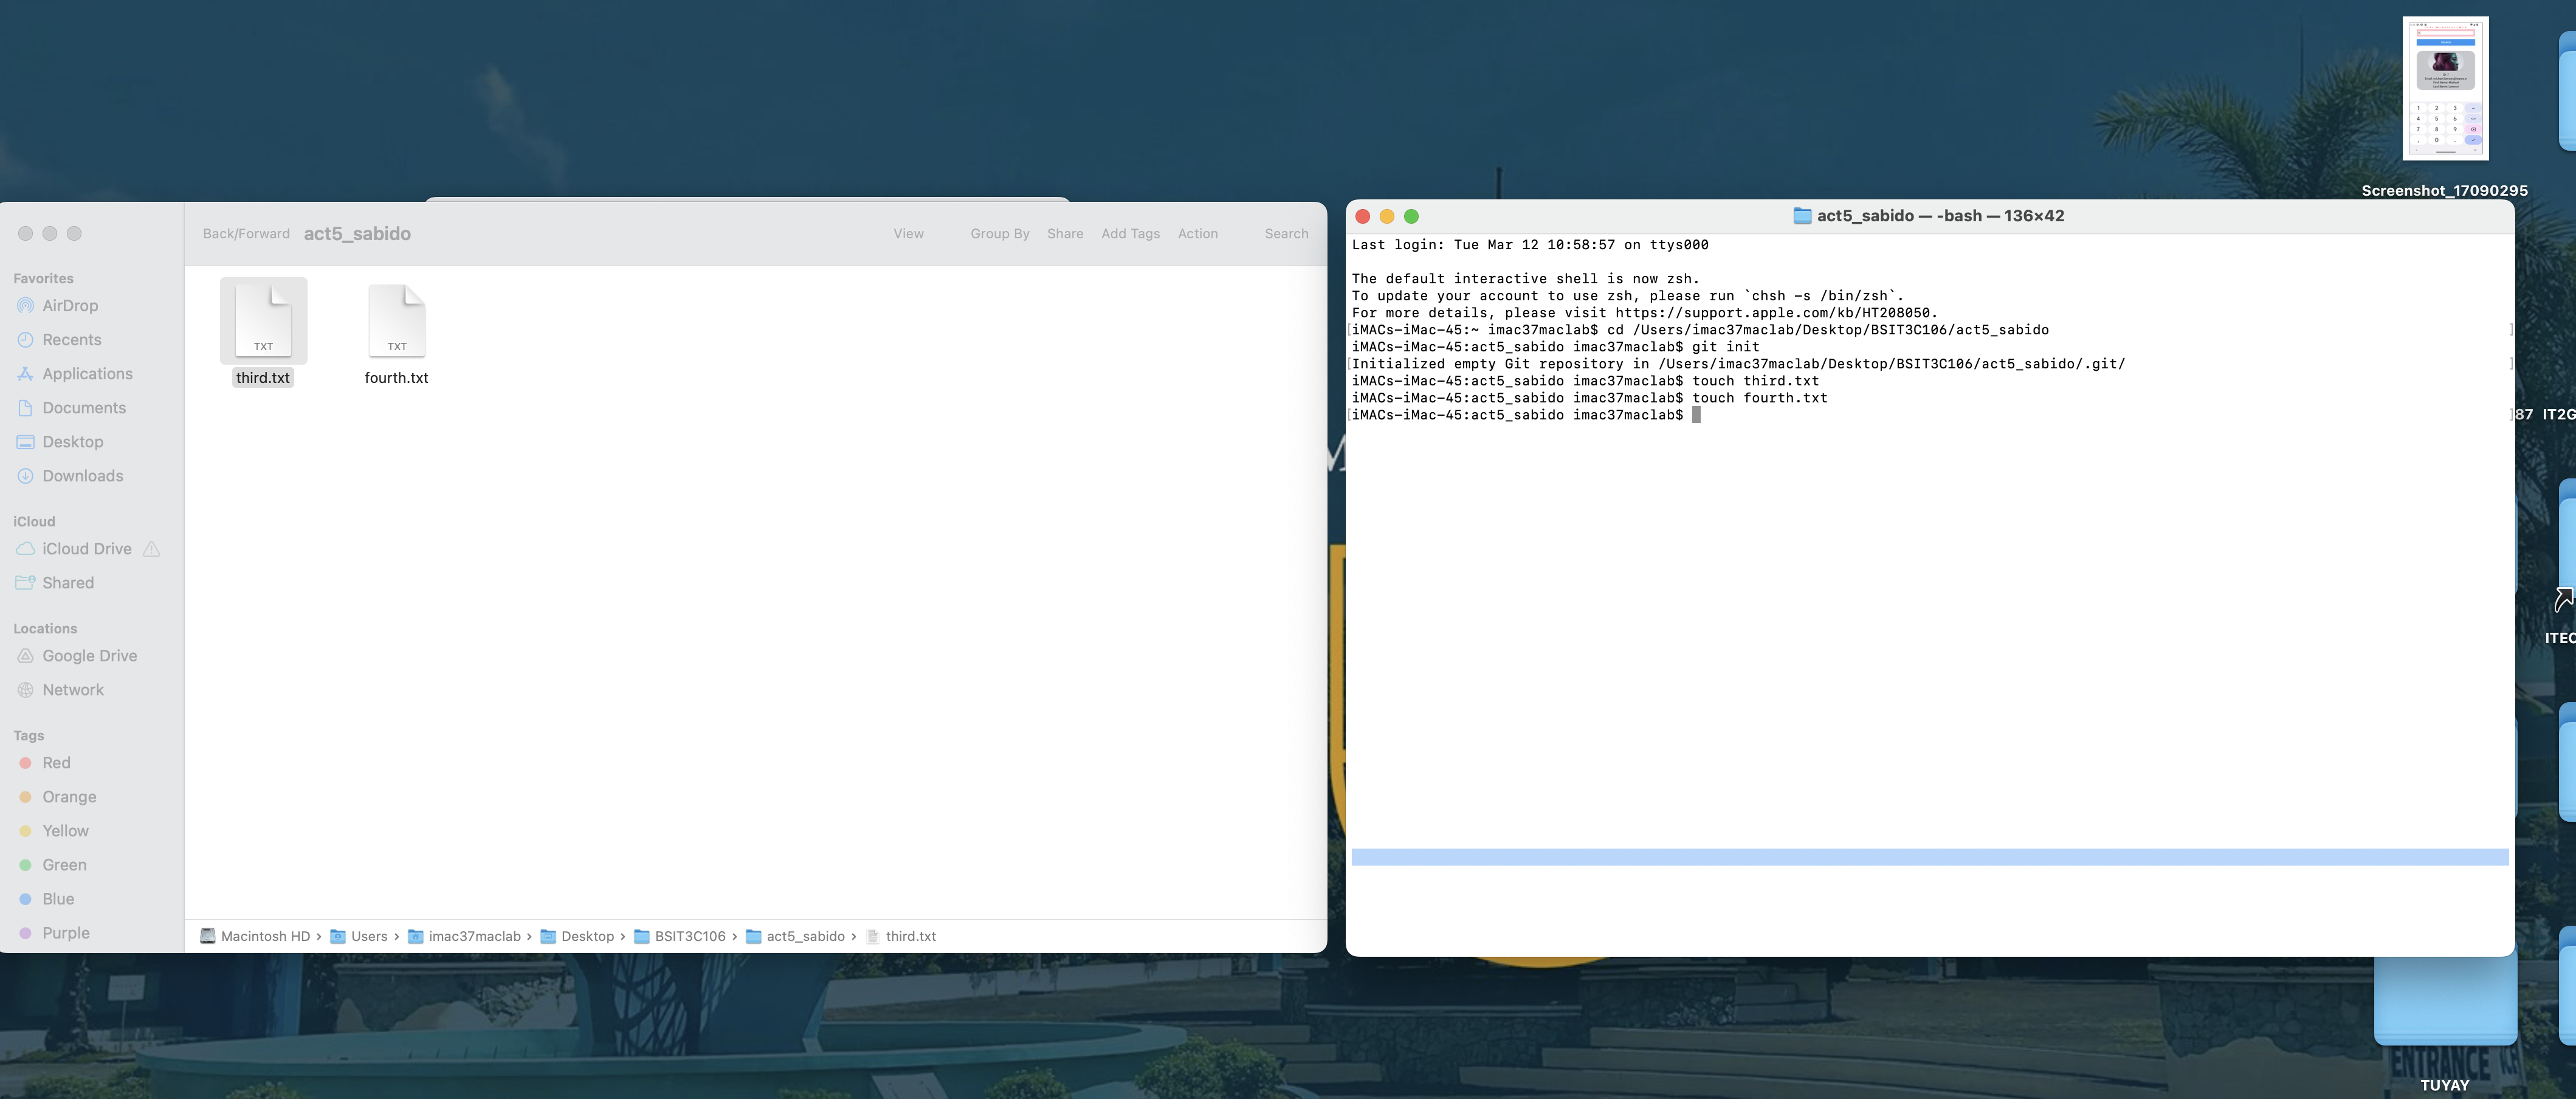 Back/Forward
act5_sabido
View
Group By
Share
Add Tags
Action
Search
Favorites
AirDrop
Recents
Applications
Documents
Desktop
Downloads
iCloud
iCloud Drive
Shared
Locations
Google Drive
Network
Tags
Red
Orange
Yellow
Green
Blue
Purple
TXT
third.txt
TXT
fourth.txt
Macintosh HD › Users › imac37maclab › Desktop › BSIT3C106 › act5_sabido › third.txt
act5_sabido — -bash — 136×42
Last login: Tue Mar 12 10:58:57 on ttys000
The default interactive shell is now zsh.
To update your account to use zsh, please run `chsh -s /bin/zsh`.
For more details, please visit https://support.apple.com/kb/HT208050.
[iMACs-iMac-45:~ imac37maclab$ cd /Users/imac37maclab/Desktop/BSIT3C106/act5_sabido ]
iMACs-iMac-45:act5_sabido imac37maclab$ git init
[Initialized empty Git repository in /Users/imac37maclab/Desktop/BSIT3C106/act5_sabido/.git/ ]
iMACs-iMac-45:act5_sabido imac37maclab$ touch third.txt
iMACs-iMac-45:act5_sabido imac37maclab$ touch fourth.txt
[iMACs-iMac-45:act5_sabido imac37maclab$ ]
Screenshot_17090295
87
IT2G
ITEC
ENTRANCE
TUYAY